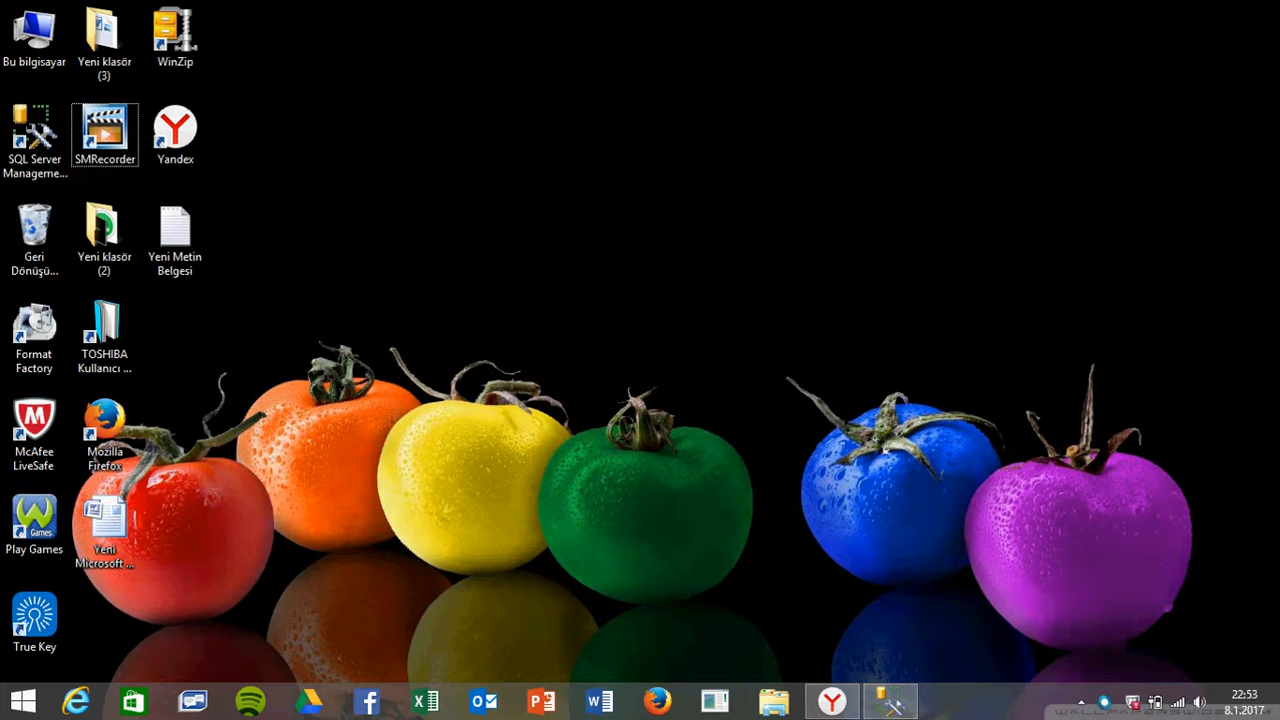 Bu bilgisayar
Yeni klasör
(3)
WinZip
SQL Server
Manageme...
SMRecorder
Yandex
Geri
Dönüşü...
Yeni klasör
(2)
Yeni Metin
Belgesi
Format
Factory
TOSHIBA
Kullanıcı ...
McAfee
LiveSafe
Mozilla
Firefox
Games
Play Games
Yeni
Microsoft ...
True Key
22:53
8.1.2017